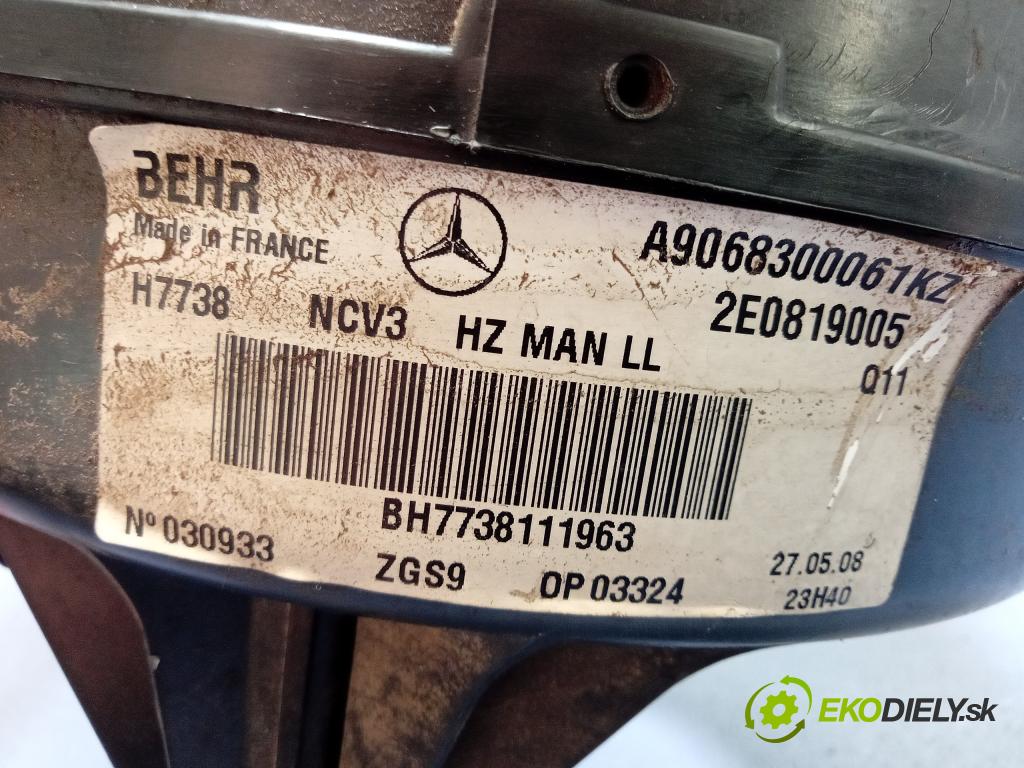 BEHR
Made in FRANCE
A9068300061KZ
H7738 NCV3 HZ MAN LL 2E0819005
Q11
BH7738111963
Nº 030933 ZGS9 OP 03324 27.05.08
23H40
EKODIELY.sk